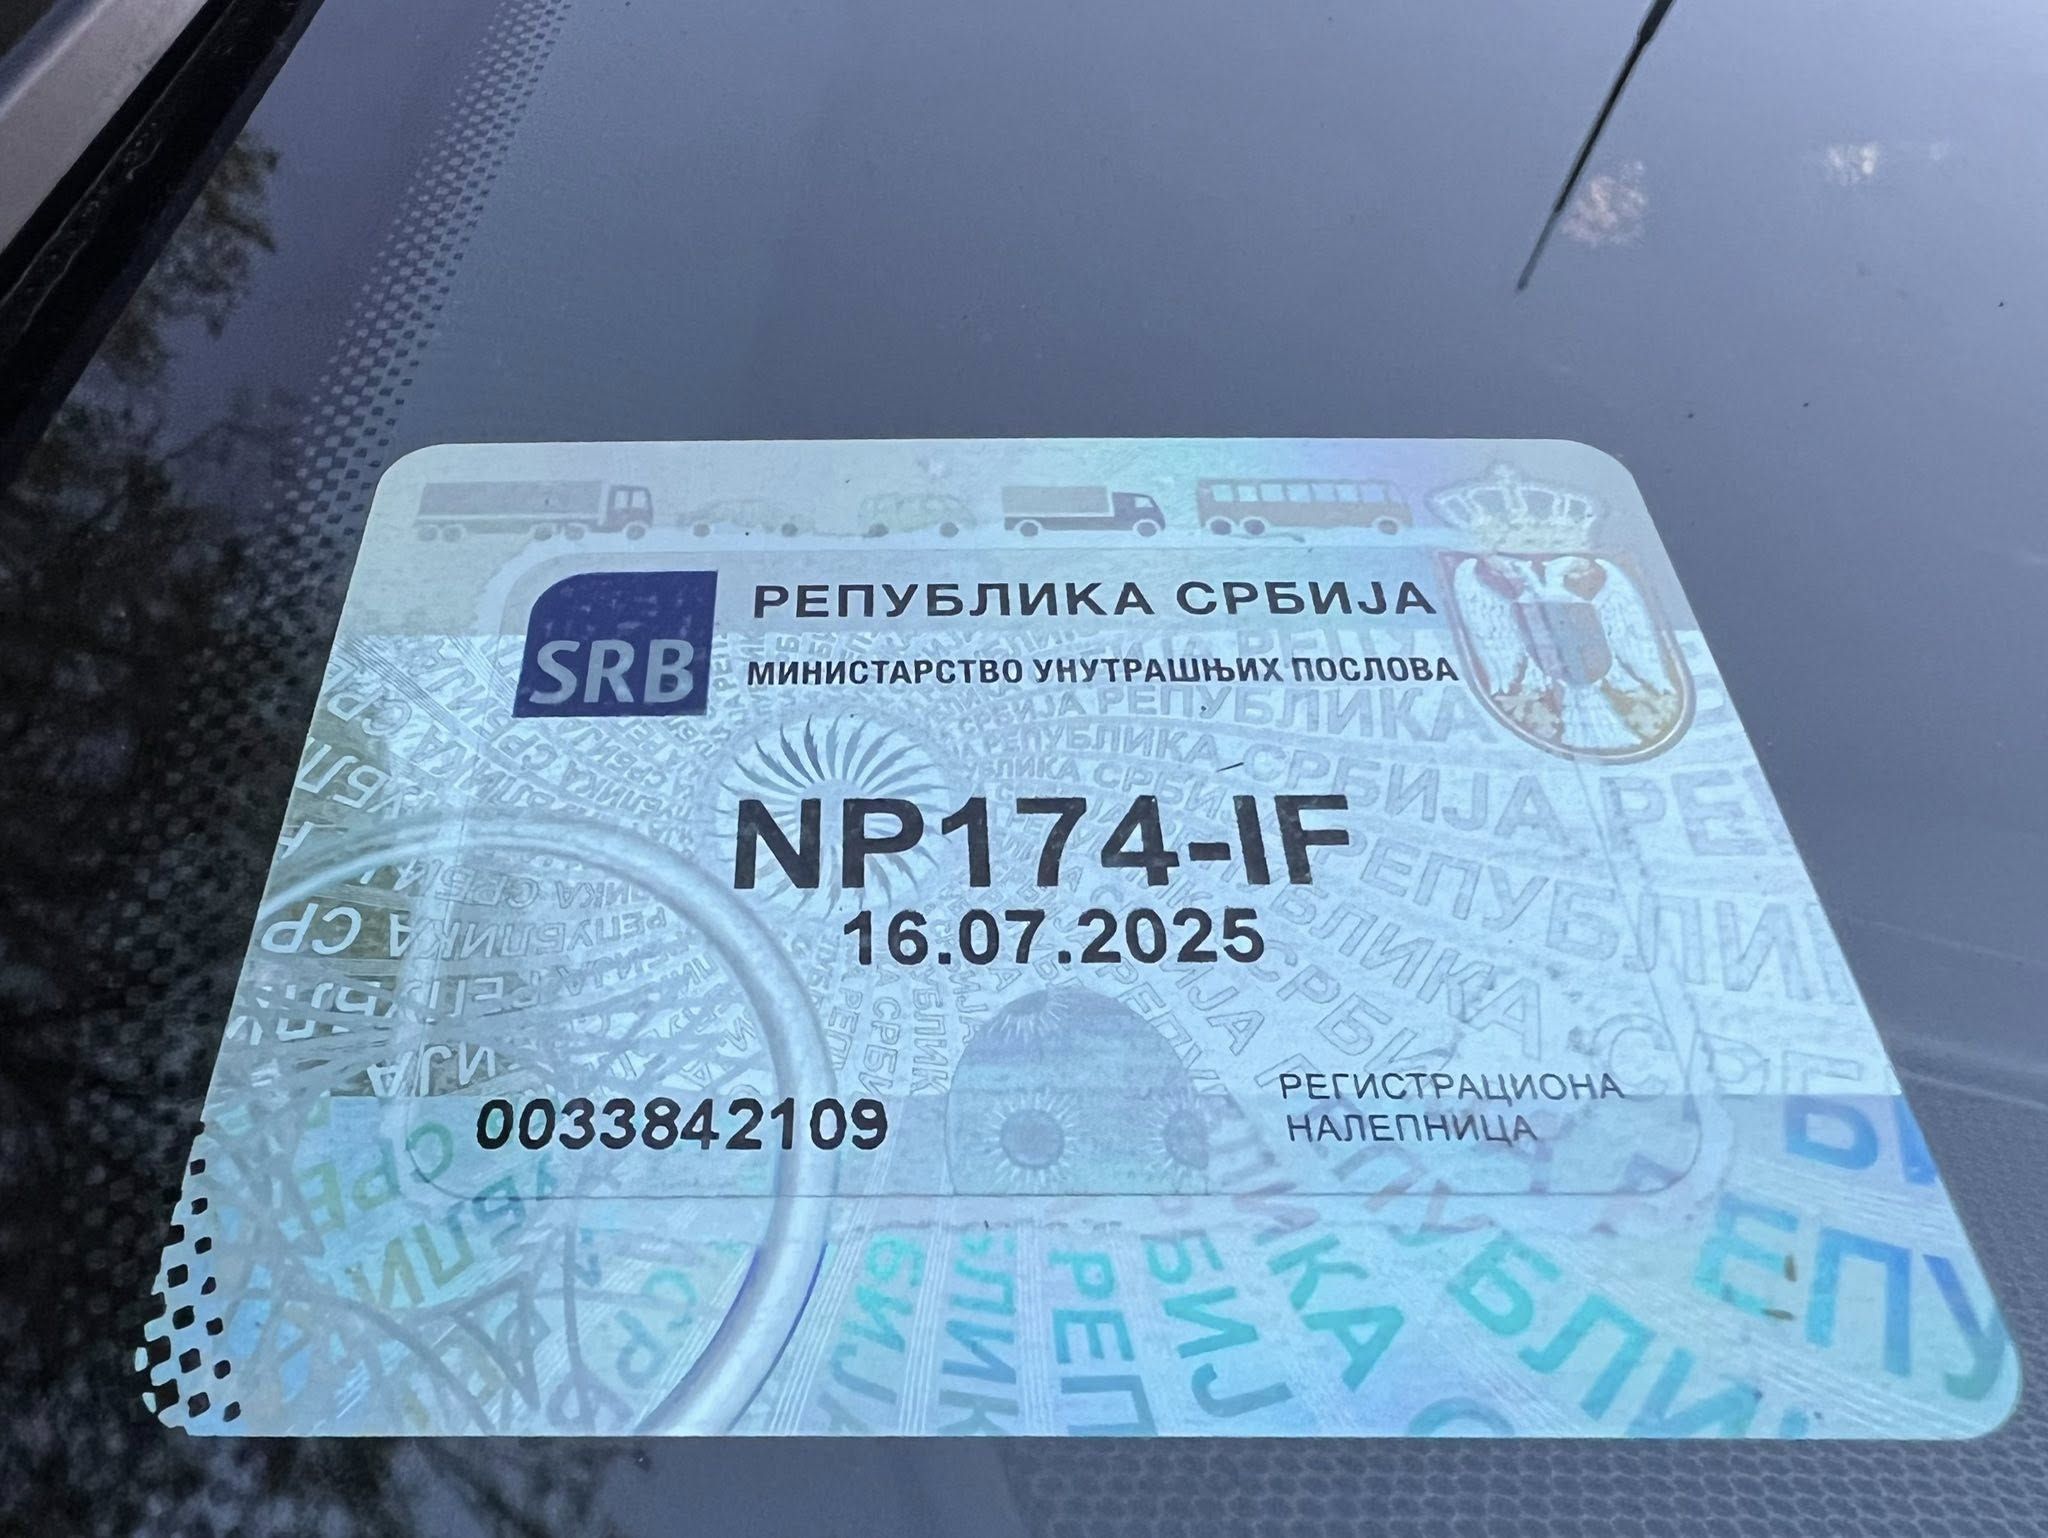 SRB
РЕПУБЛИКА СРБИЈА
МИНИСТАРСТВО УНУТРАШЊИХ ПОСЛОВА
NP174-IF
16.07.2025
0033842109
РЕГИСТРАЦИОНА
НАЛЕПНИЦА